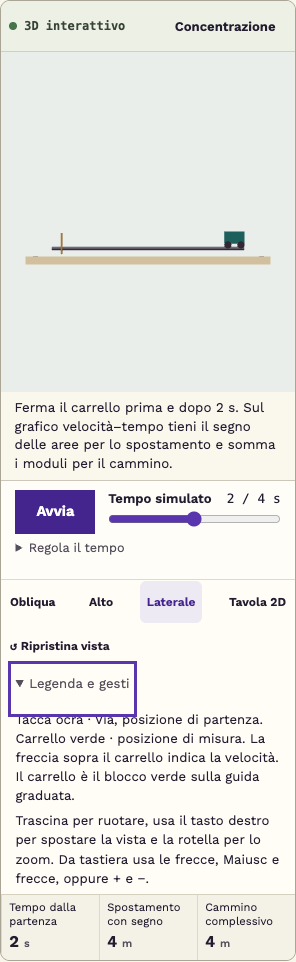 3D interattivo
Concentrazione
Ferma il carrello prima e dopo 2 s. Sul
grafico velocità–tempo tieni il segno
delle aree per lo spostamento e somma
i moduli per il cammino.
Avvia
Tempo simulato 2 / 4 s
▶ Regola il tempo
Obliqua Alto Laterale Tavola 2D
↺ Ripristina vista
▼ Legenda e gesti
Tacca ocra · via, posizione di partenza.
Carrello verde · posizione di misura. La
freccia sopra il carrello indica la velocità.
Il carrello è il blocco verde sulla guida
graduata.
Trascina per ruotare, usa il tasto destro
per spostare la vista e la rotella per lo
zoom. Da tastiera usa le frecce, Maiusc e
frecce, oppure + e −.
Tempo dalla
partenza
2 s
Spostamento
con segno
4 m
Cammino
complessivo
4 m